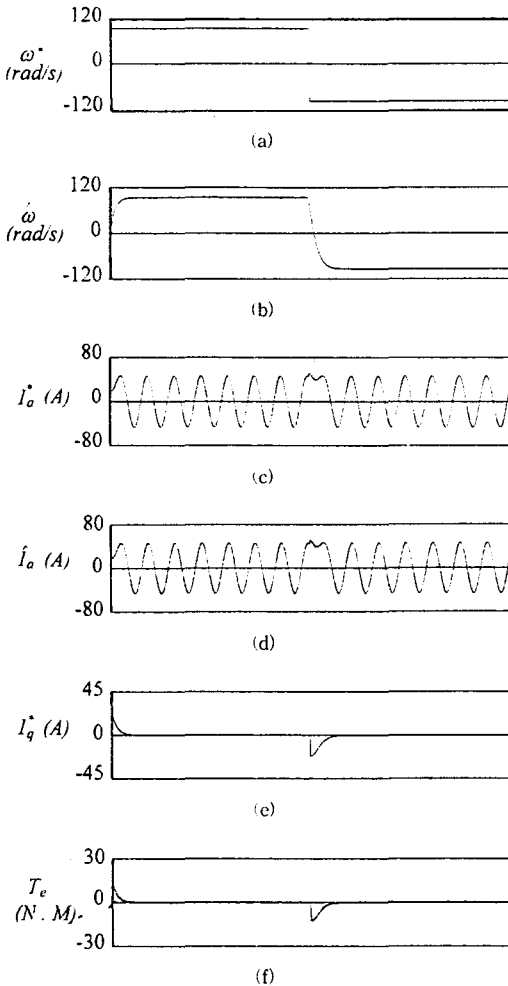 120
ω* 0
(rad/s)
-120
(a)
120
ω 0
(rad/s)
-120
(b)
80
I*a (A) 0
-80
(c)
80
Ia (A) 0
-80
(d)
45
I*q (A) 0
-45
(e)
30
Te 0
(N . M)
-30
(f)